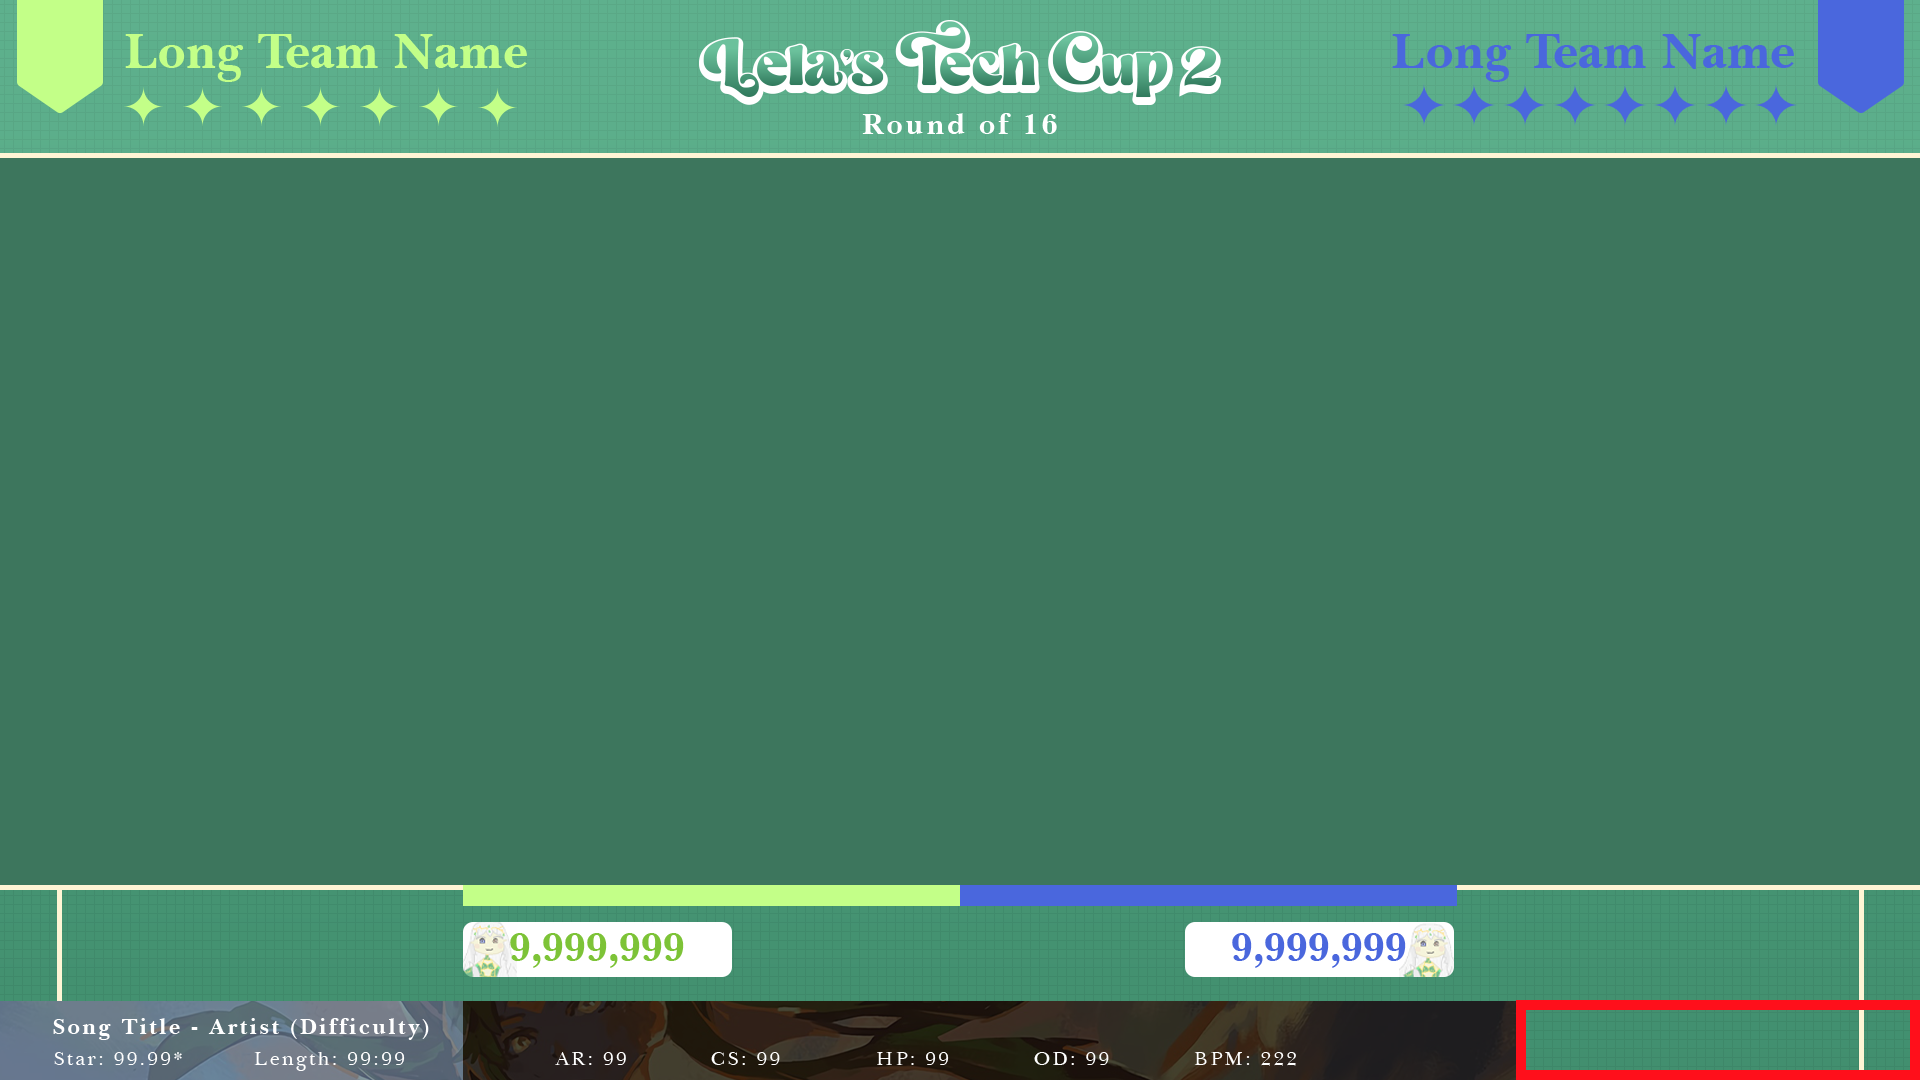 Long Team Name
Lela's Tech Cup 2
Long Team Name
Round of 16
9,999,999
9,999,999
Song Title - Artist (Difficulty)
Star: 99.99*
Length: 99:99
AR: 99
CS: 99
HP: 99
OD: 99
BPM: 222